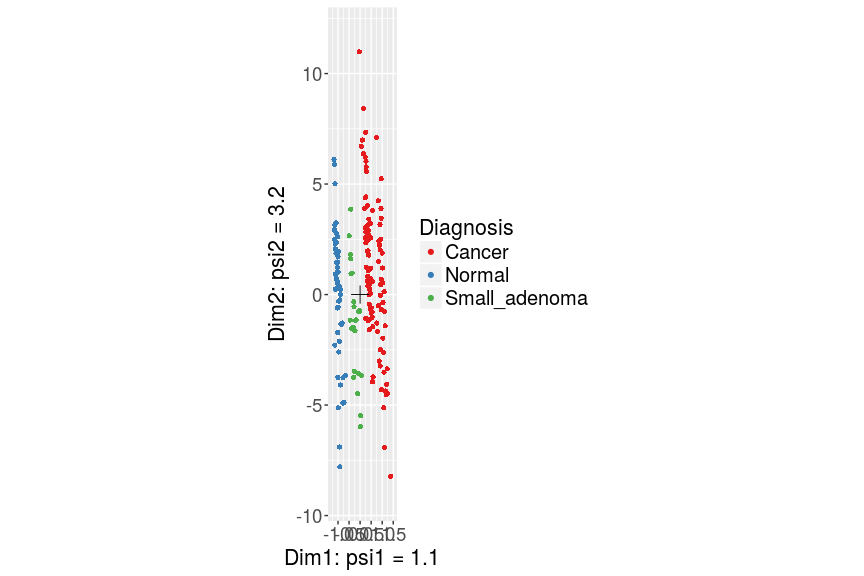 10
5
0
-5
-10
Dim2: psi2 = 3.2
Dim1: psi1 = 1.1
Diagnosis
Cancer
Normal
Small_adenoma